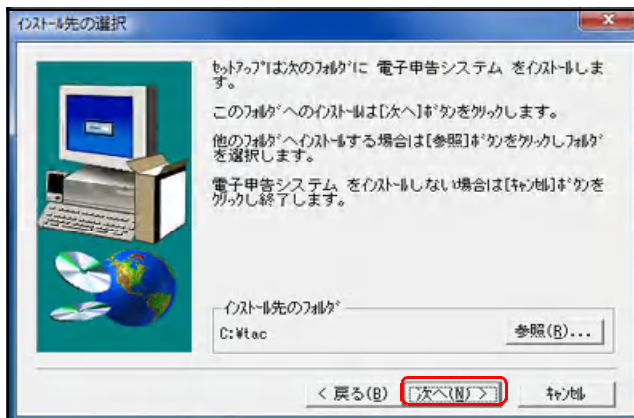 インストール先の選択
セットアップは次のフォルダに 電子申告システム をインストールしま
す。
このフォルダへのインストールは[次へ]ボタンをクリックします。
他のフォルダへインストールする場合は[参照]ボタンをクリックしフォルダ
を選択します。
電子申告システム をインストールしない場合は[キャンセル]ボタンを
クリックし終了します。
インストール先のフォルダ
C:¥tac
参照(R)...
< 戻る(B)
次へ(N) >
キャンセル